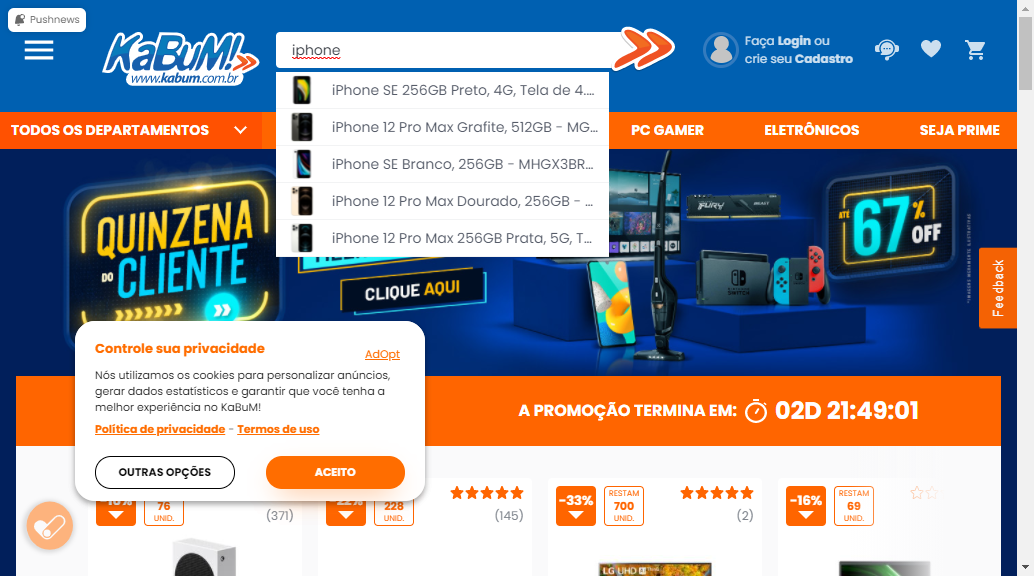 Pushnews
KaBuM!
www.kabum.com.br
iphone
Faça Login ou
crie seu Cadastro
iPhone SE 256GB Preto, 4G, Tela de 4....
iPhone 12 Pro Max Grafite, 512GB - MG...
iPhone SE Branco, 256GB - MHGX3BR...
iPhone 12 Pro Max Dourado, 256GB - ...
iPhone 12 Pro Max 256GB Prata, 5G, T...
TODOS OS DEPARTAMENTOS
PC GAMER
ELETRÔNICOS
SEJA PRIME
QUINZENA
DO CLIENTE
CLIQUE AQUI
FURY
BEAST
NINTENDO
SWITCH
ATÉ
67% OFF
Feedback
Controle sua privacidade
AdOpt
Nós utilizamos os cookies para personalizar anúncios,
gerar dados estatísticos e garantir que você tenha a
melhor experiência no KaBuM!
Política de privacidade - Termos de uso
OUTRAS OPÇÕES
ACEITO
A PROMOÇÃO TERMINA EM: 02D 21:49:01
76
UNID.
(371)
228
UNID.
(145)
-33%
RESTAM
700
UNID.
(2)
-16%
RESTAM
69
UNID.
LG UHD AI